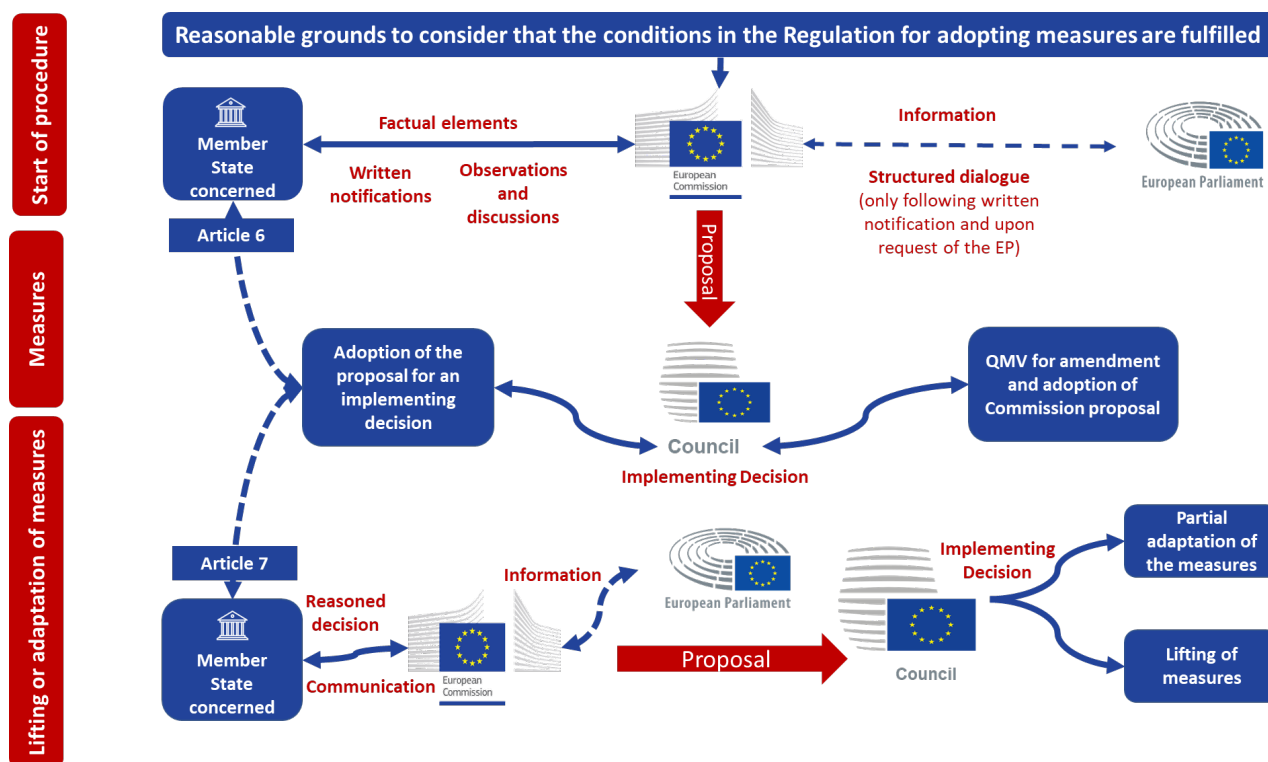 Start of procedure
Reasonable grounds to consider that the conditions in the Regulation for adopting measures are fulfilled
Member
State
concerned
Factual elements
Written
notifications
Observations
and
discussions
European
Commission
Information
Structured dialogue
(only following written
notification and upon
request of the EP)
European Parliament
Article 6
Proposal
Measures
Adoption of the
proposal for an
implementing
decision
Council
Implementing Decision
QMV for amendment
and adoption of
Commission proposal
Lifting or adaptation of measures
Article 7
Member
State
concerned
Reasoned
decision
Communication
European
Commission
Information
European Parliament
Proposal
Council
Implementing
Decision
Partial
adaptation of
the measures
Lifting of
measures